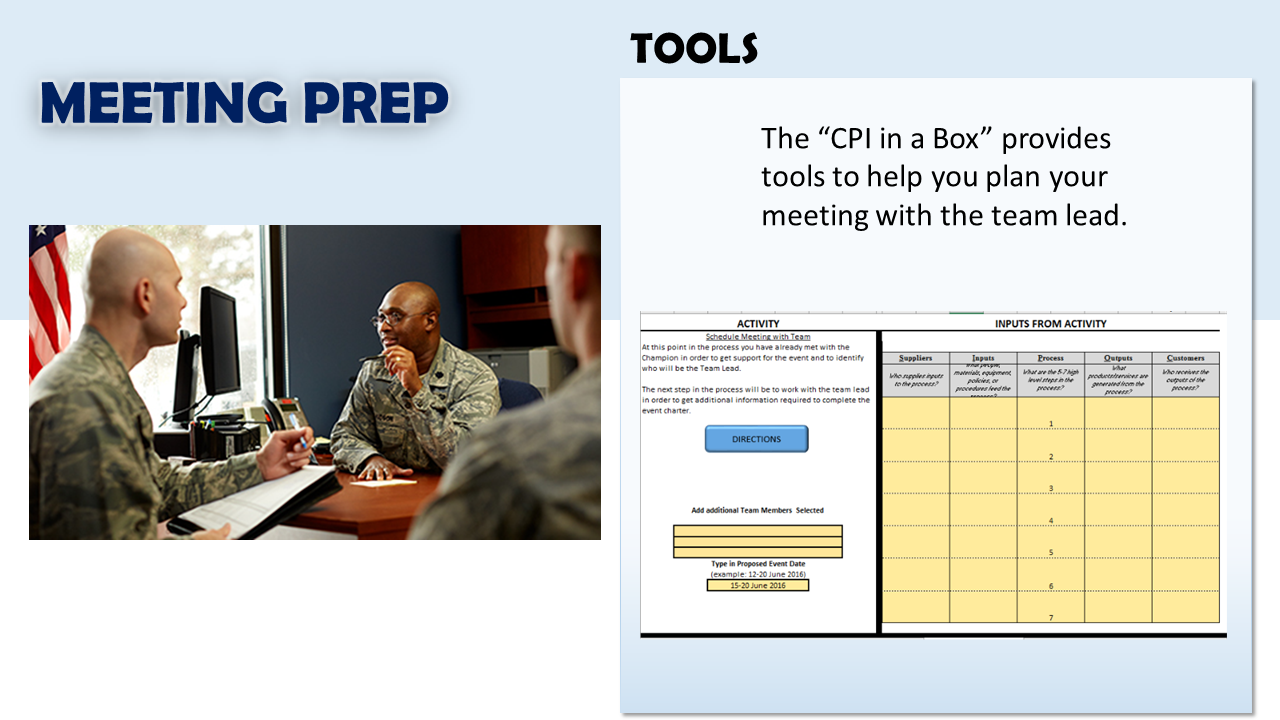 MEETING PREP
TOOLS
The “CPI in a Box” provides
tools to help you plan your
meeting with the team lead.
ACTIVITY
Schedule Meeting with Team
At this point in the process you have already met with the
Champion in order to get support for the event and to identify
who will be the Team Lead.
The next step in the process will be to work with the team lead
in order to get additional information required to complete the
event charter.
DIRECTIONS
Add additional Team Members Selected
Type in Proposed Event Date
(example: 12-20 June 2016)
15-20 June 2016
INPUTS FROM ACTIVITY
Suppliers Inputs Process Outputs Customers
Who supplies inputs
to the process?
What people,
materials, equipment,
policies, or
procedures feed the
process?
What are the 5-7 high
level steps in the
process?
What
products/services are
generated from the
process?
Who receives the
outputs of the
process?
1
2
3
4
5
6
7